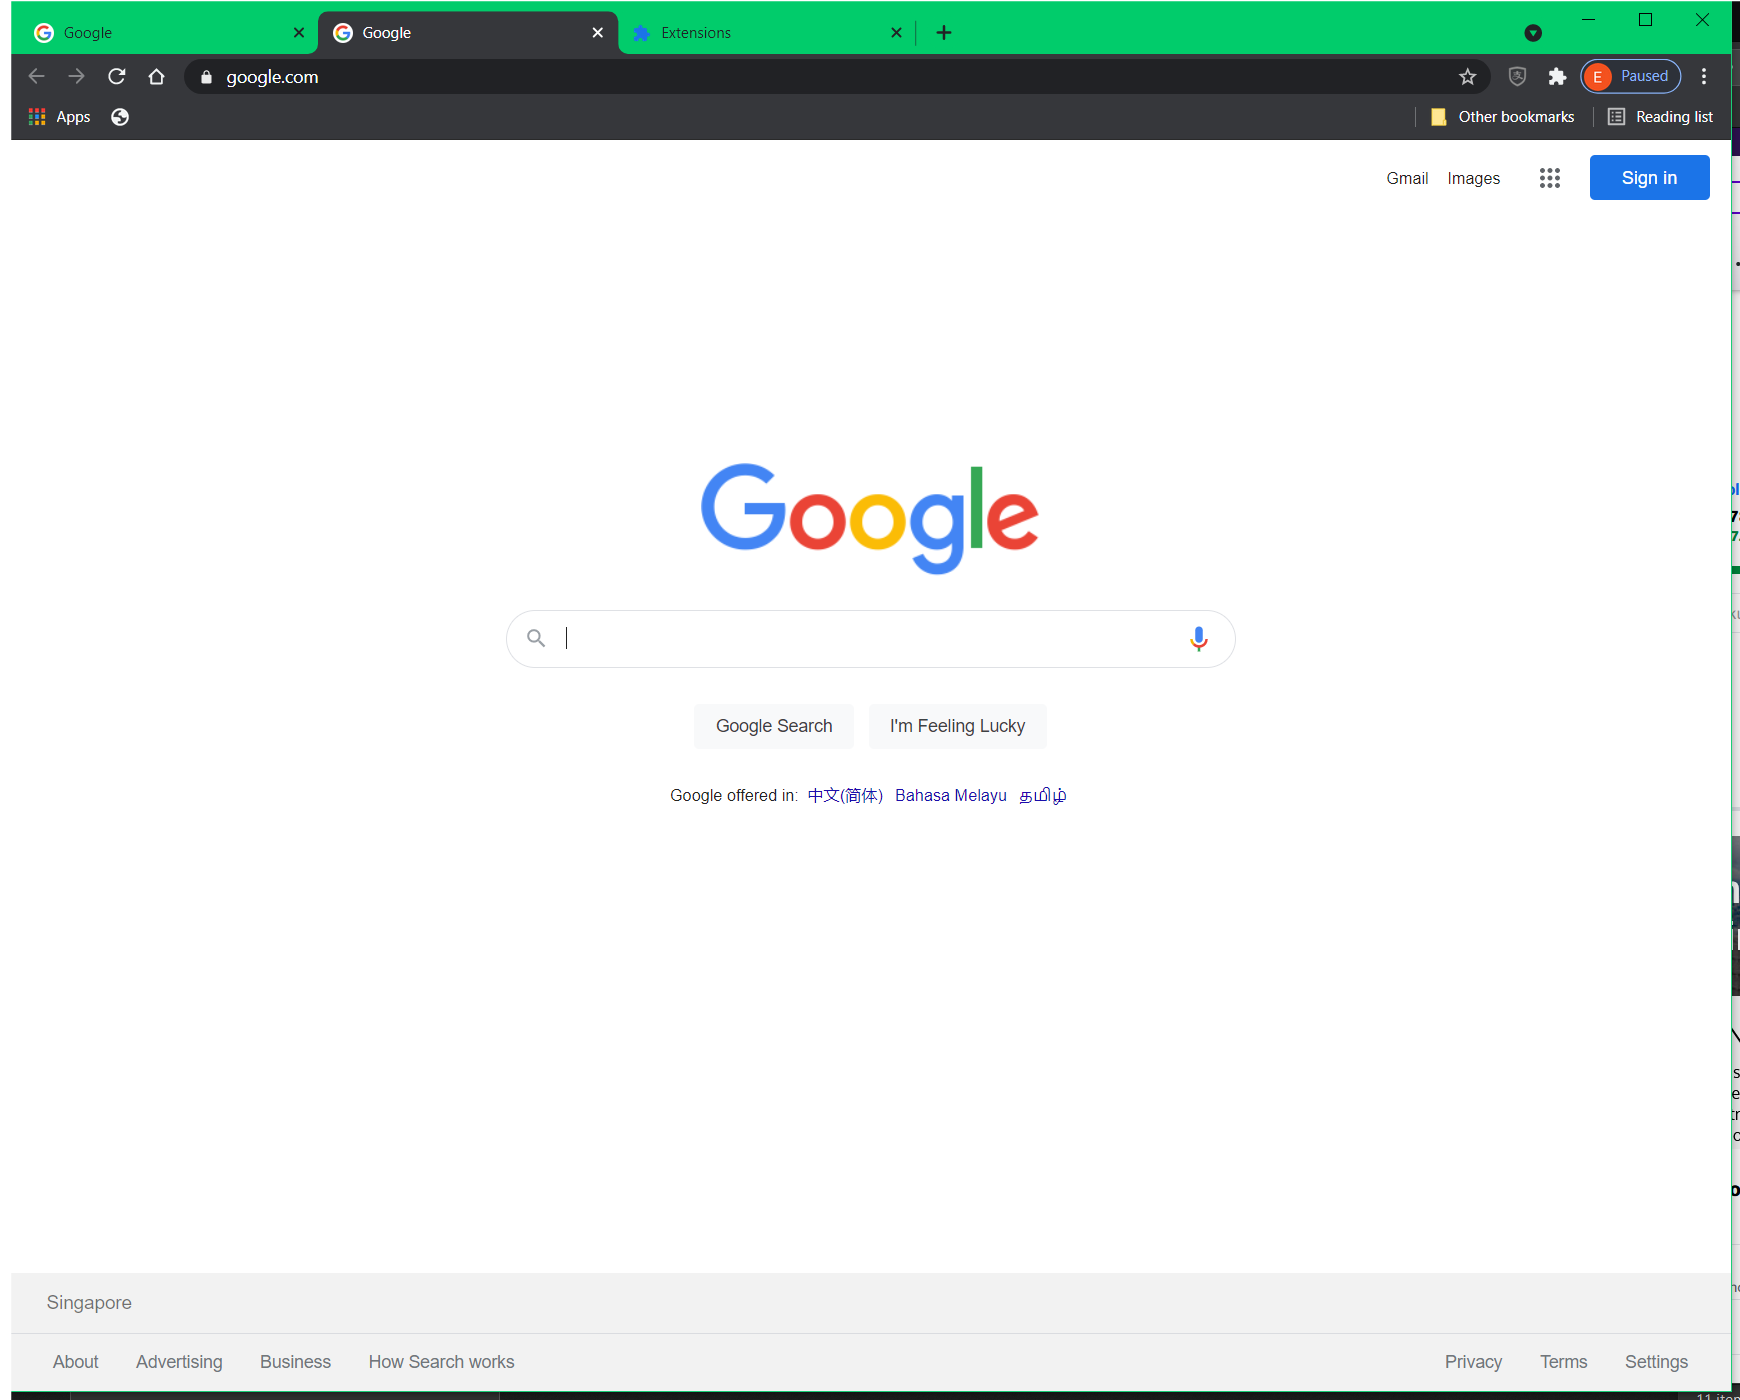 Google Google Extensions
google.com E Paused
Apps Other bookmarks Reading list
Gmail Images Sign in
Google
Google Search I'm Feeling Lucky
Google offered in: 中文(简体) Bahasa Melayu தமிழ்
Singapore
About Advertising Business How Search works Privacy Terms Settings